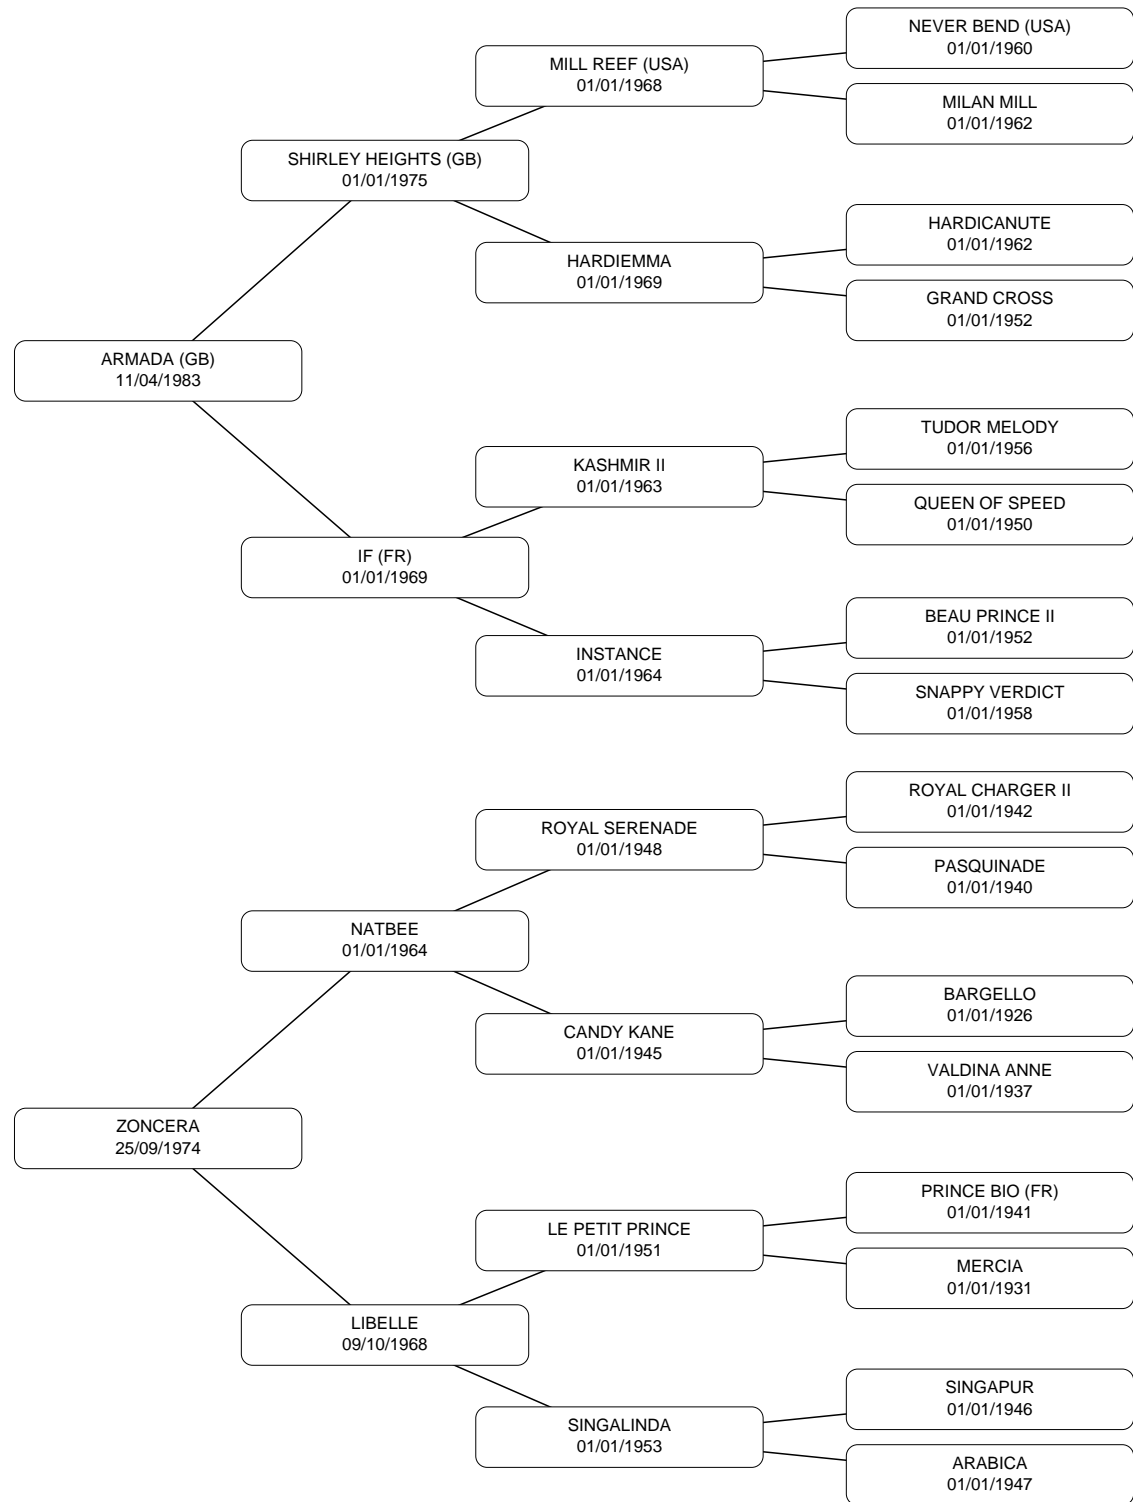 NEVER BEND (USA)
01/01/1960
MILL REEF (USA)
01/01/1968
MILAN MILL
01/01/1962
SHIRLEY HEIGHTS (GB)
01/01/1975
HARDICANUTE
01/01/1962
HARDIEMMA
01/01/1969
GRAND CROSS
01/01/1952
ARMADA (GB)
11/04/1983
TUDOR MELODY
01/01/1956
KASHMIR II
01/01/1963
QUEEN OF SPEED
01/01/1950
IF (FR)
01/01/1969
BEAU PRINCE II
01/01/1952
INSTANCE
01/01/1964
SNAPPY VERDICT
01/01/1958
ROYAL CHARGER II
01/01/1942
ROYAL SERENADE
01/01/1948
PASQUINADE
01/01/1940
NATBEE
01/01/1964
BARGELLO
01/01/1926
CANDY KANE
01/01/1945
VALDINA ANNE
01/01/1937
ZONCERA
25/09/1974
PRINCE BIO (FR)
01/01/1941
LE PETIT PRINCE
01/01/1951
MERCIA
01/01/1931
LIBELLE
09/10/1968
SINGAPUR
01/01/1946
SINGALINDA
01/01/1953
ARABICA
01/01/1947